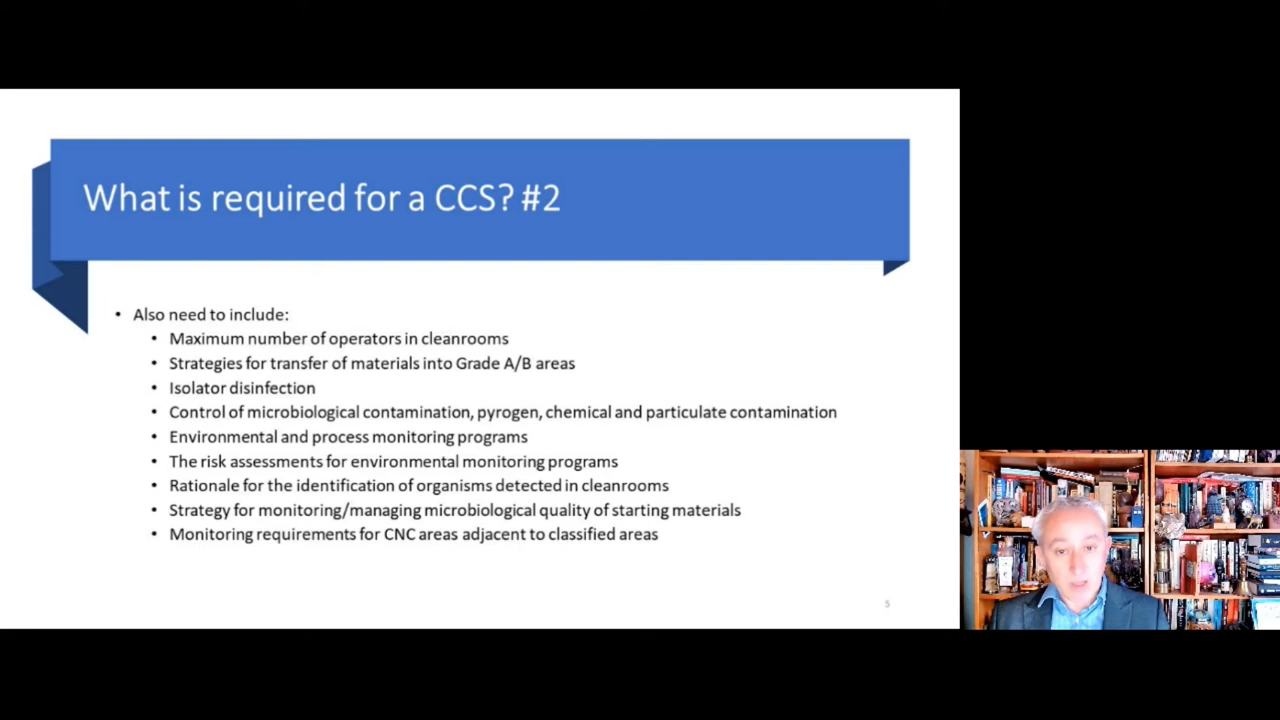 What is required for a CCS? #2
• Also need to include:
• Maximum number of operators in cleanrooms
• Strategies for transfer of materials into Grade A/B areas
• Isolator disinfection
• Control of microbiological contamination, pyrogen, chemical and particulate contamination
• Environmental and process monitoring programs
• The risk assessments for environmental monitoring programs
• Rationale for the identification of organisms detected in cleanrooms
• Strategy for monitoring/managing microbiological quality of starting materials
• Monitoring requirements for CNC areas adjacent to classified areas
5